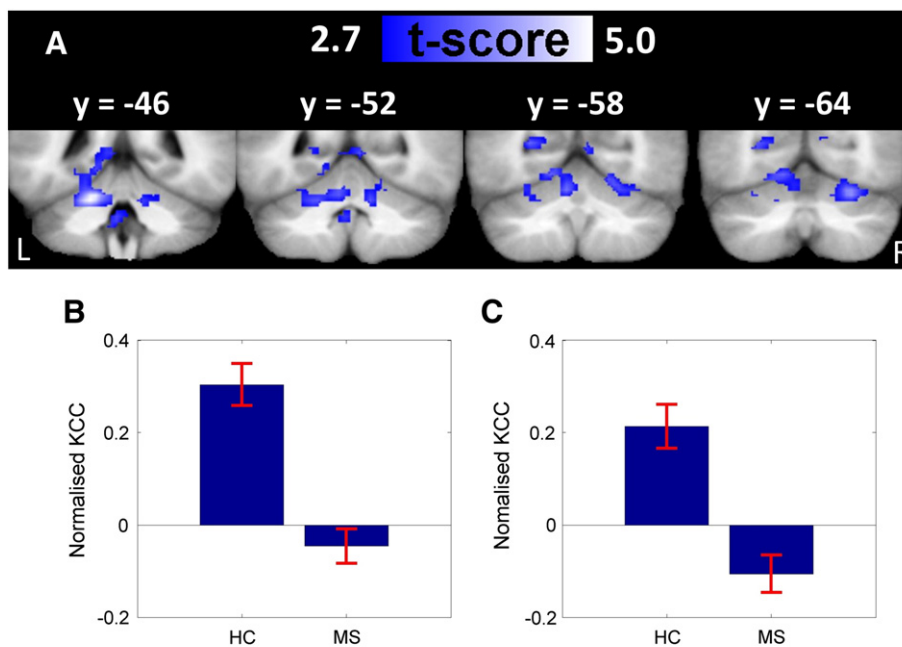 A
2.7 t-score 5.0
y = -46 y = -52 y = -58 y = -64
L
B
C
0.4
0.2
0
-0.2
Normalised KCC
HC MS
0.4
0.2
0
-0.2
Nomalised KCC
HC MS